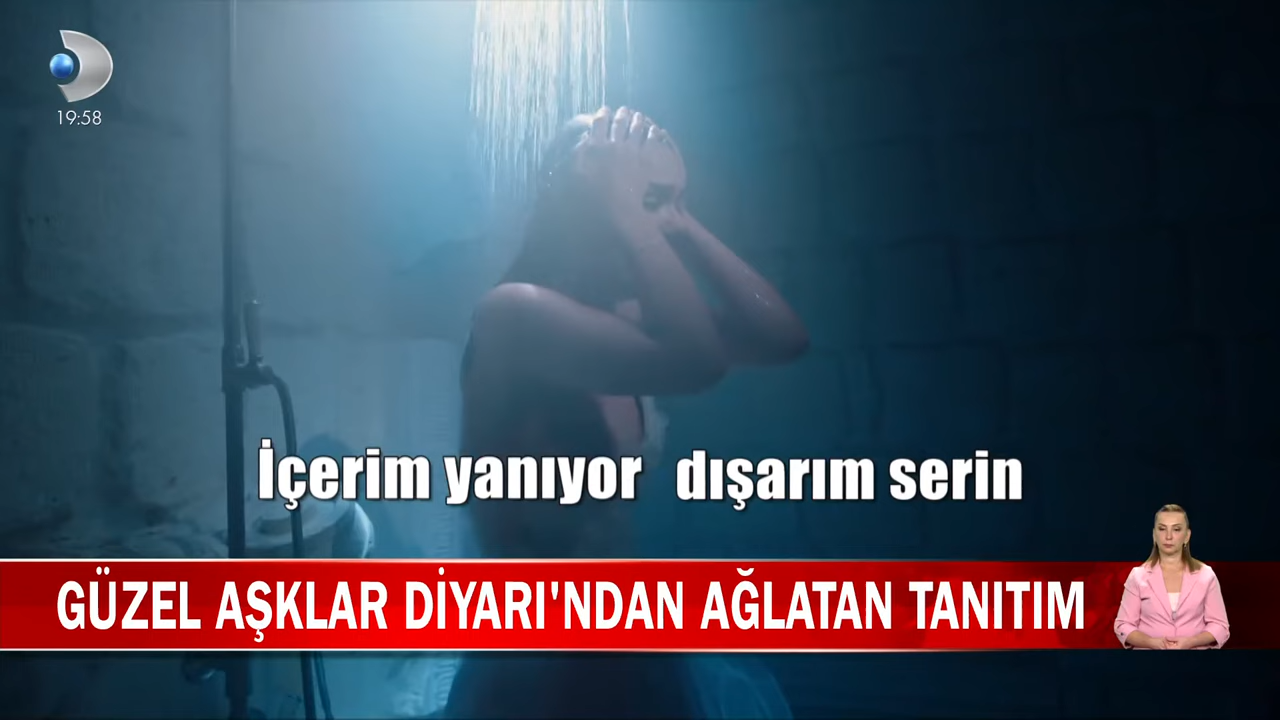 19:58
İçerim yanıyor dışarım serin
GÜZEL AŞKLAR DİYARI'NDAN AĞLATAN TANITIM